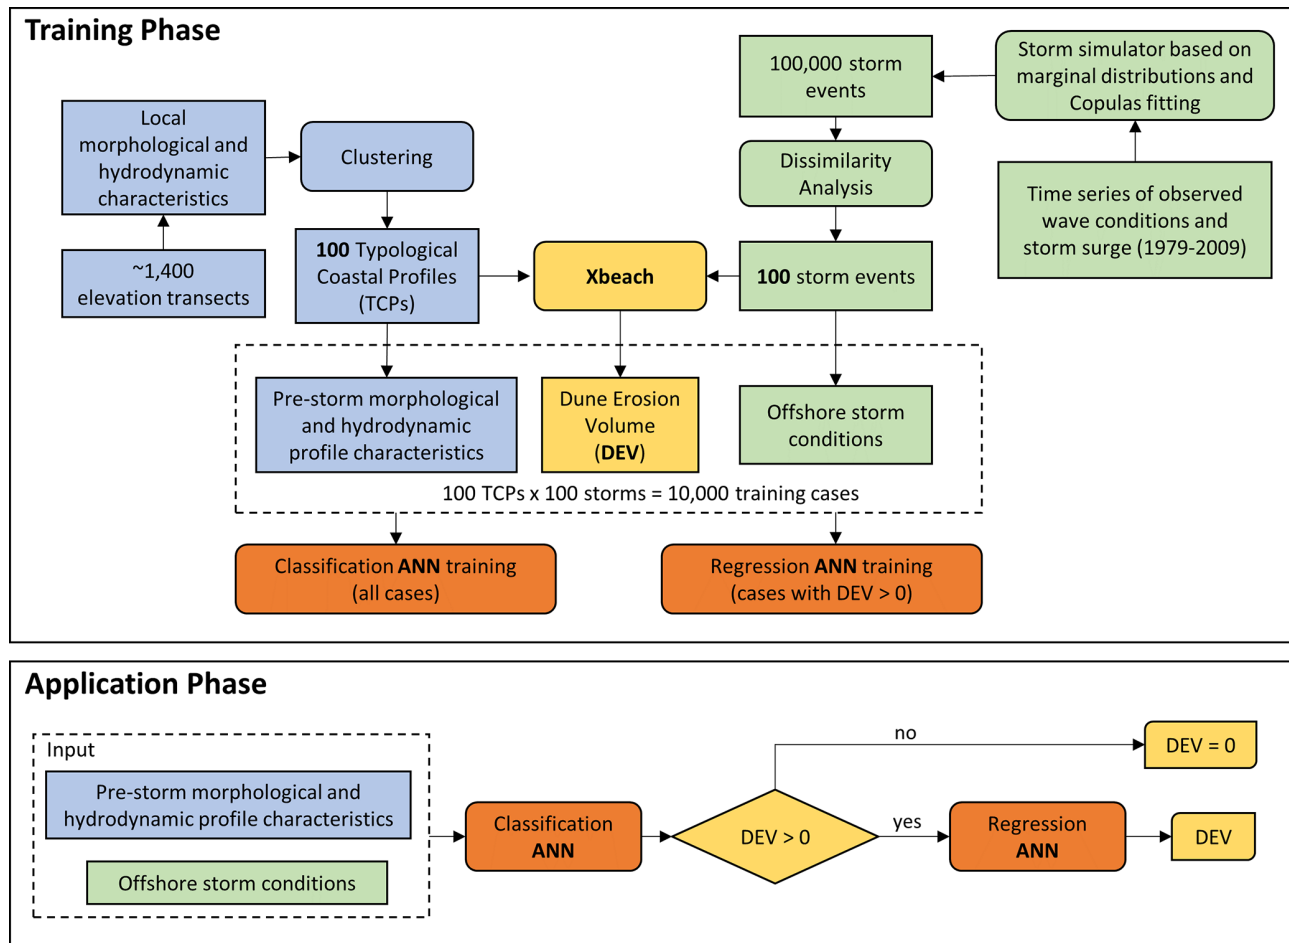 Training Phase
Local
morphological and
hydrodynamic
characteristics
~1,400
elevation transects
Clustering
100 Typological
Coastal Profiles
(TCPs)
Xbeach
100,000 storm
events
Dissimilarity
Analysis
100 storm events
Storm simulator based on
marginal distributions and
Copulas fitting
Time series of observed
wave conditions and
storm surge (1979-2009)
Pre-storm morphological
and hydrodynamic
profile characteristics
Dune Erosion
Volume
(DEV)
Offshore storm
conditions
100 TCPs x 100 storms = 10,000 training cases
Classification ANN training
(all cases)
Regression ANN training
(cases with DEV > 0)
Application Phase
Input
Pre-storm morphological and
hydrodynamic profile characteristics
Offshore storm conditions
Classification
ANN
DEV > 0
no
DEV = 0
yes
Regression
ANN
DEV